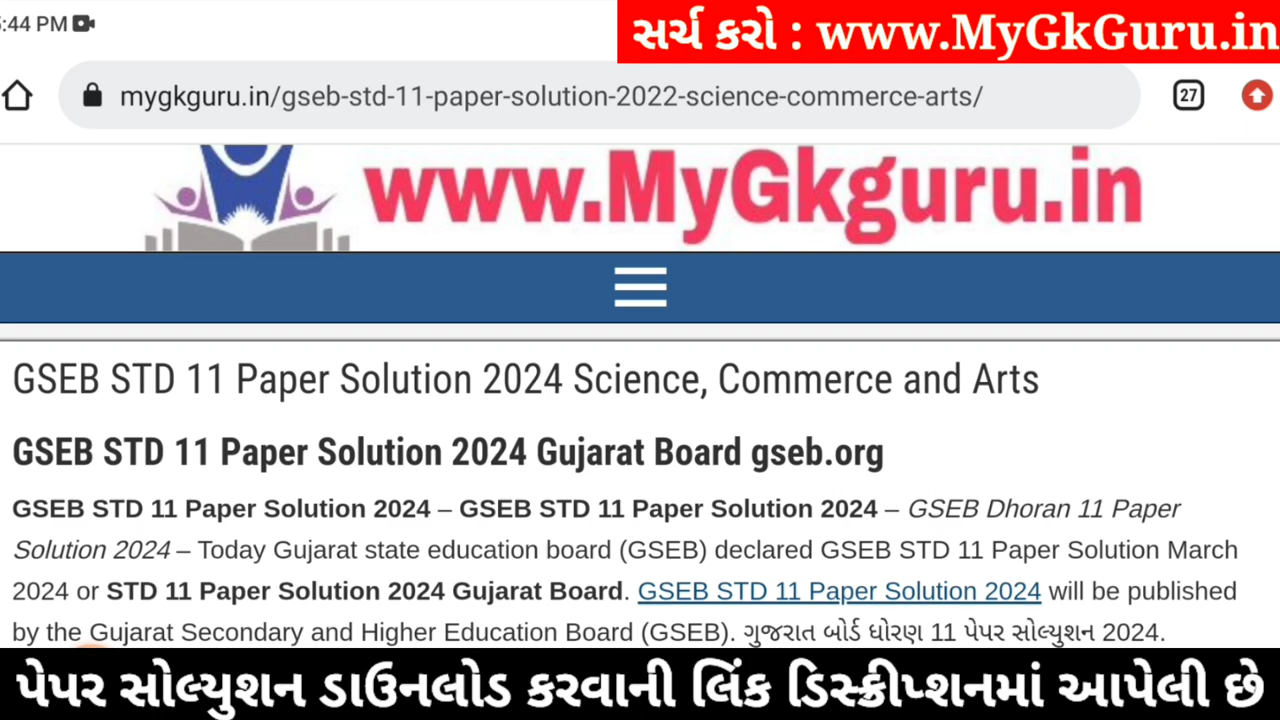 :44 PM
સર્ચ કરો : www.MyGkGuru.in
mygkguru.in/gseb-std-11-paper-solution-2022-science-commerce-arts/
27
www.MyGkguru.in
GSEB STD 11 Paper Solution 2024 Science, Commerce and Arts
GSEB STD 11 Paper Solution 2024 Gujarat Board gseb.org
GSEB STD 11 Paper Solution 2024 – GSEB STD 11 Paper Solution 2024 – GSEB Dhoran 11 Paper
Solution 2024 – Today Gujarat state education board (GSEB) declared GSEB STD 11 Paper Solution March
2024 or STD 11 Paper Solution 2024 Gujarat Board. GSEB STD 11 Paper Solution 2024 will be published
by the Gujarat Secondary and Higher Education Board (GSEB). ગુજરાત બોર્ડ ધોરણ 11 પેપર સોલ્યુશન 2024.
પેપર સોલ્યુશન ડાઉનલોડ કરવાની લિંક ડિસ્ક્રીપ્શનમાં આપેલી છે